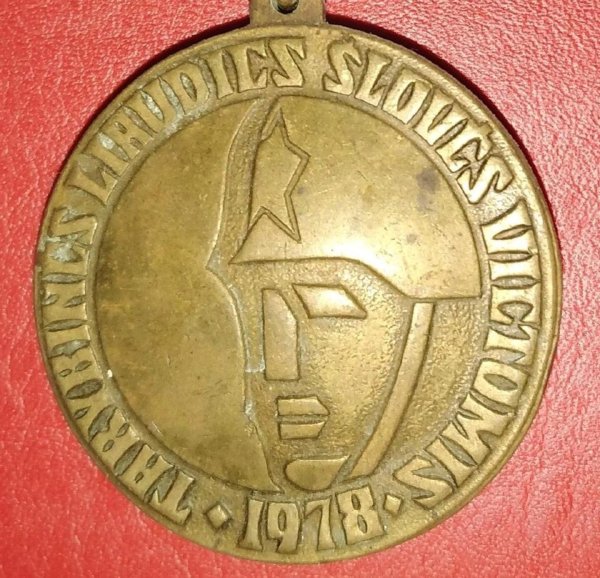 TARYBINĖS LIAUDIES ŠLOVĖS VIETOMIS
· 1978 ·